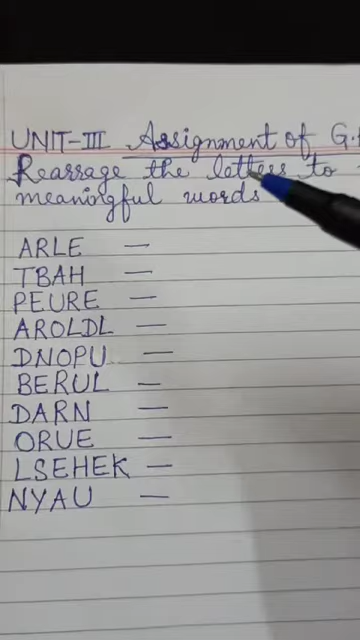 UNIT-III Assignment of G.
Rearrage the letters to
meaningful words
ARLE —
TBAH —
PEURE —
AROLDL —
DNOPU —
BERUL —
DARN —
ORUE —
LSEHEK —
NYAU —